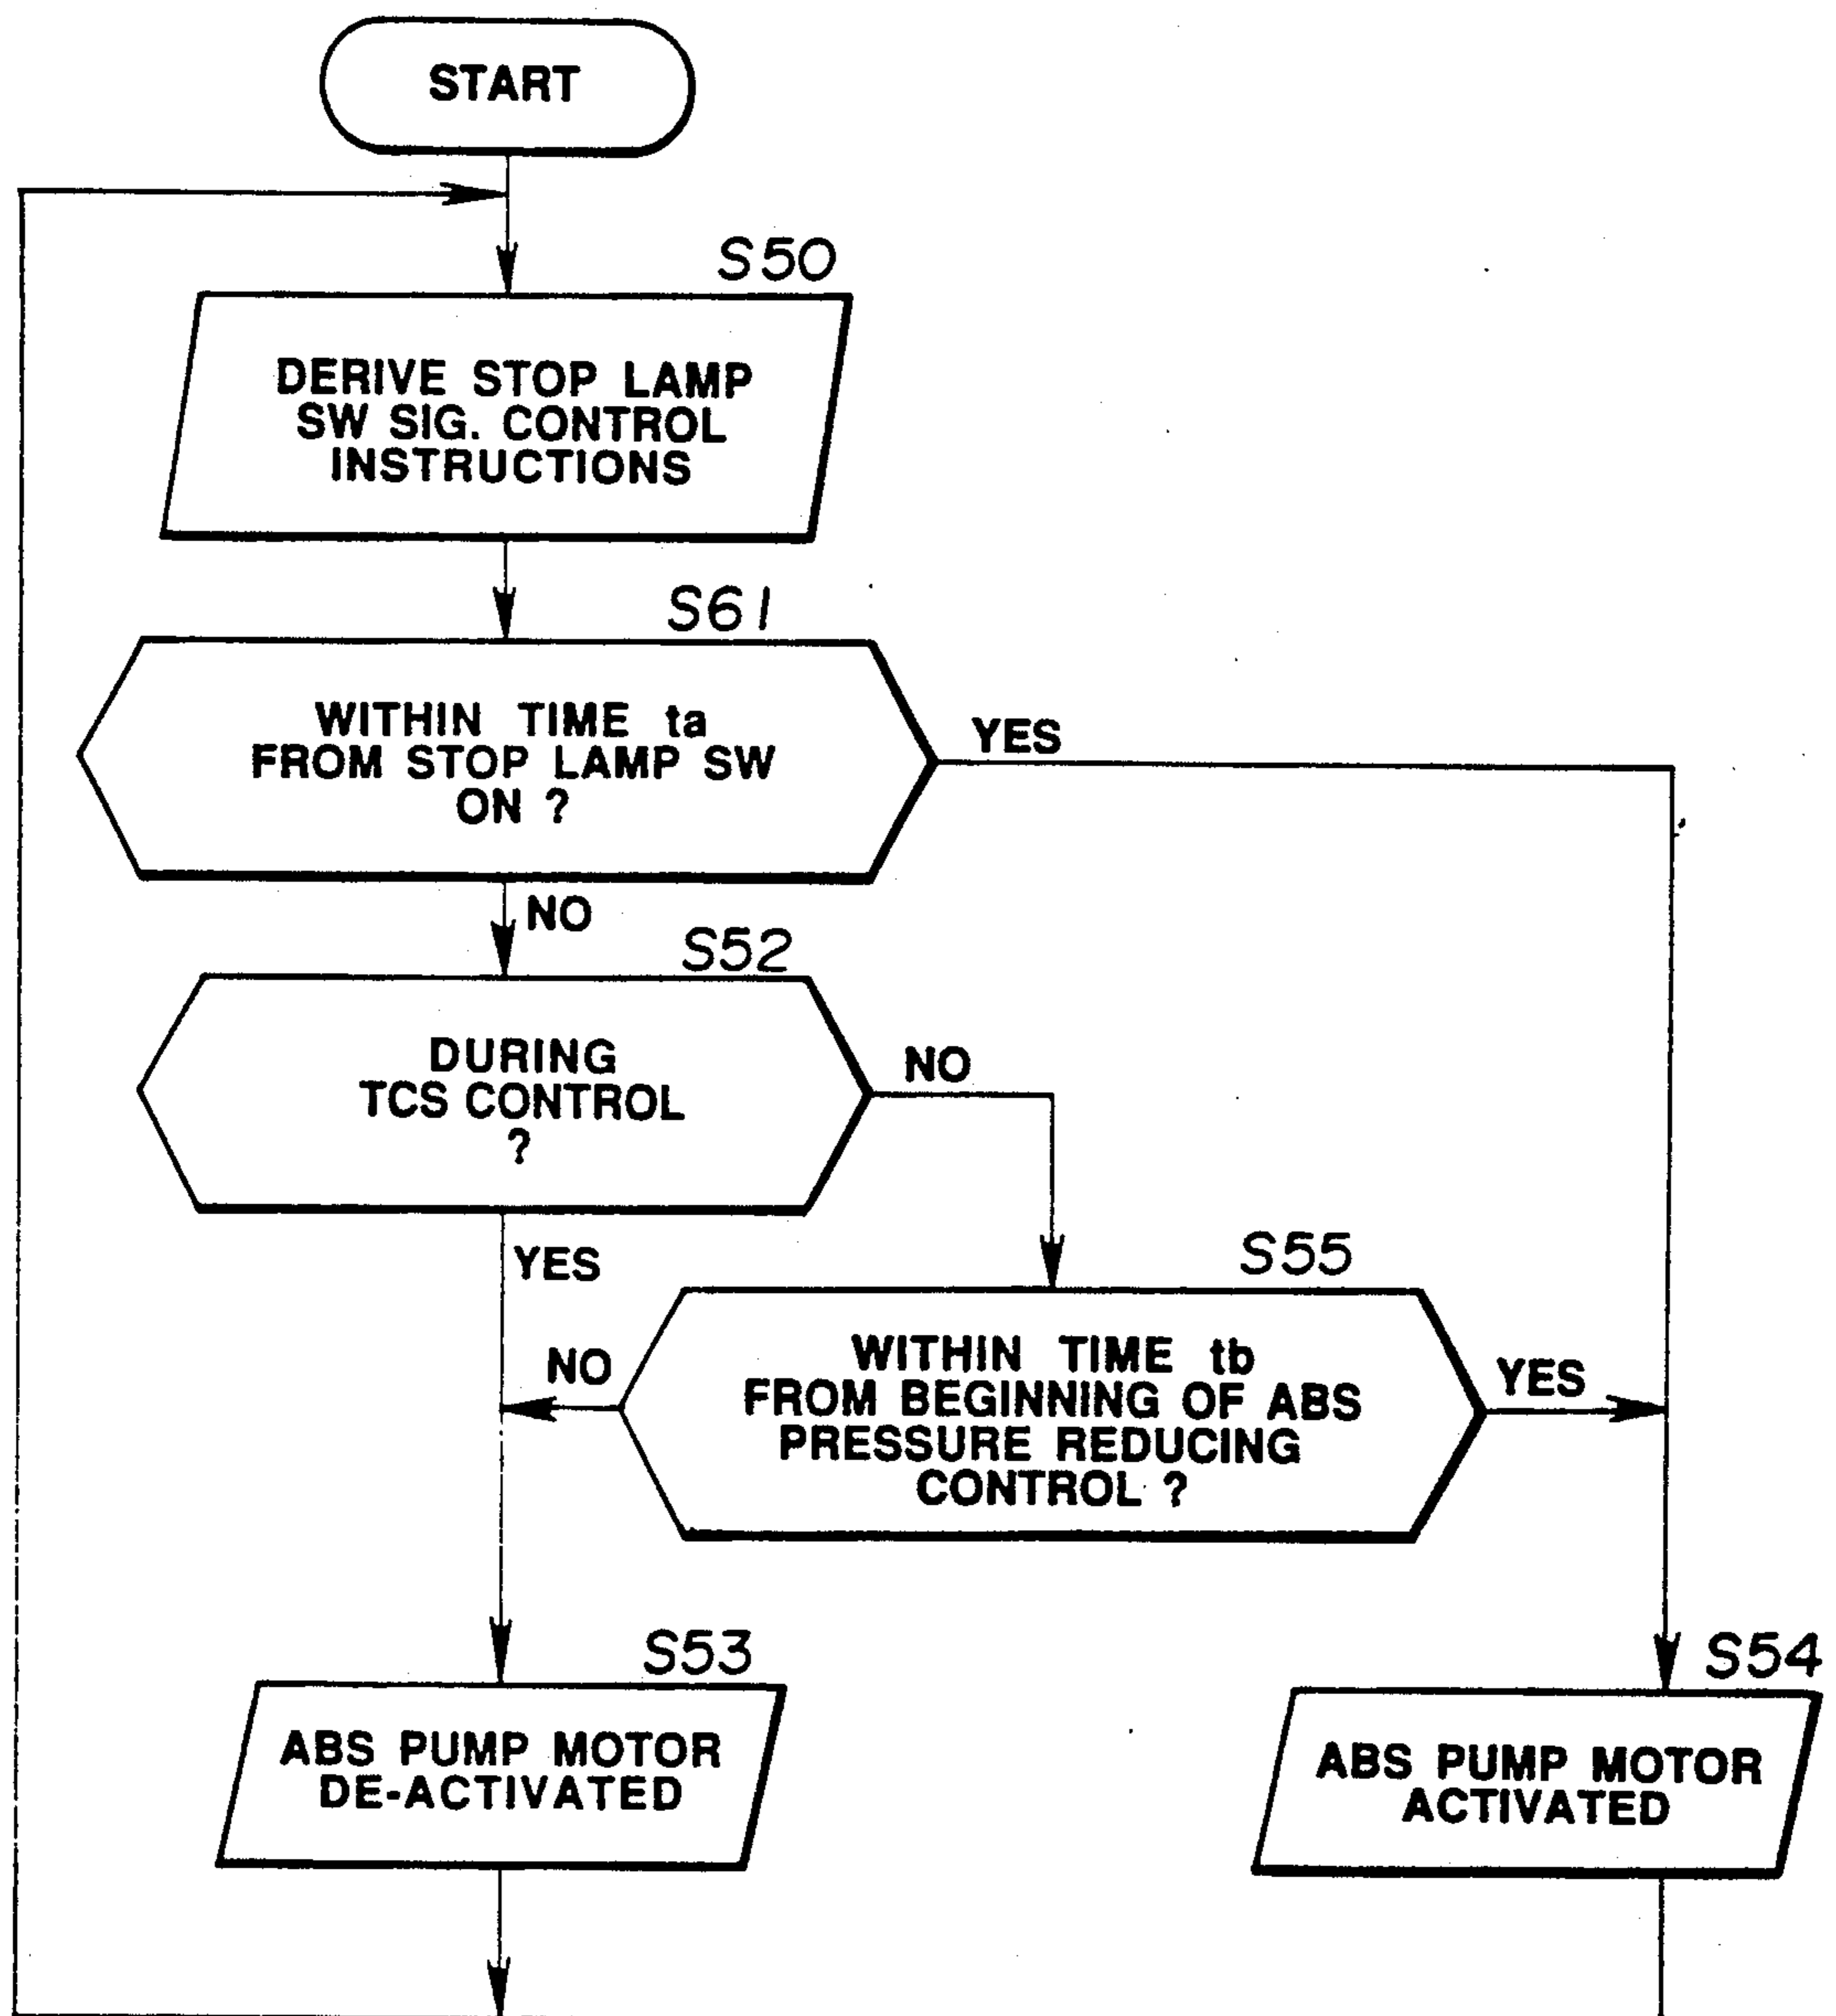 START
S50
DERIVE STOP LAMP
SW SIG. CONTROL
INSTRUCTIONS
S61
WITHIN TIME ta
FROM STOP LAMP SW
ON ?
YES
NO
S52
DURING
TCS CONTROL
?
NO
YES
S55
WITHIN TIME tb
FROM BEGINNING OF ABS
PRESSURE REDUCING
CONTROL ?
NO
YES
S53
ABS PUMP MOTOR
DE-ACTIVATED
S54
ABS PUMP MOTOR
ACTIVATED